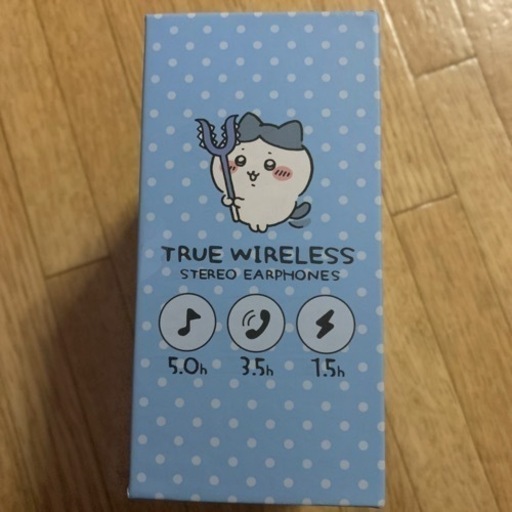 TRUE WIRELESS
STEREO EARPHONES
5.0h 3.5h 1.5h